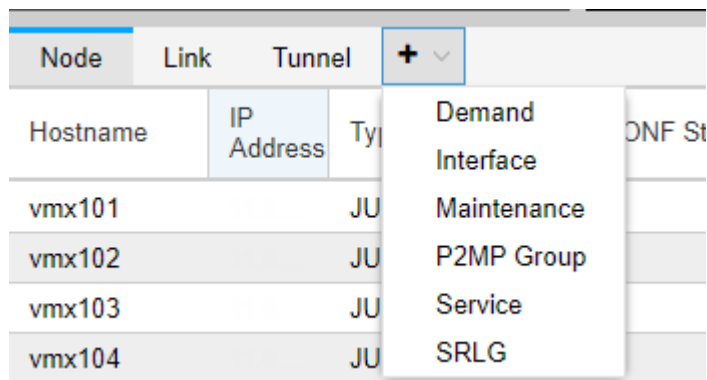 Node Link Tunnel +
Demand
Interface
Maintenance
P2MP Group
Service
SRLG
Hostname IP Address Ty ONF St
vmx101 JU
vmx102 JU
vmx103 JU
vmx104 JU